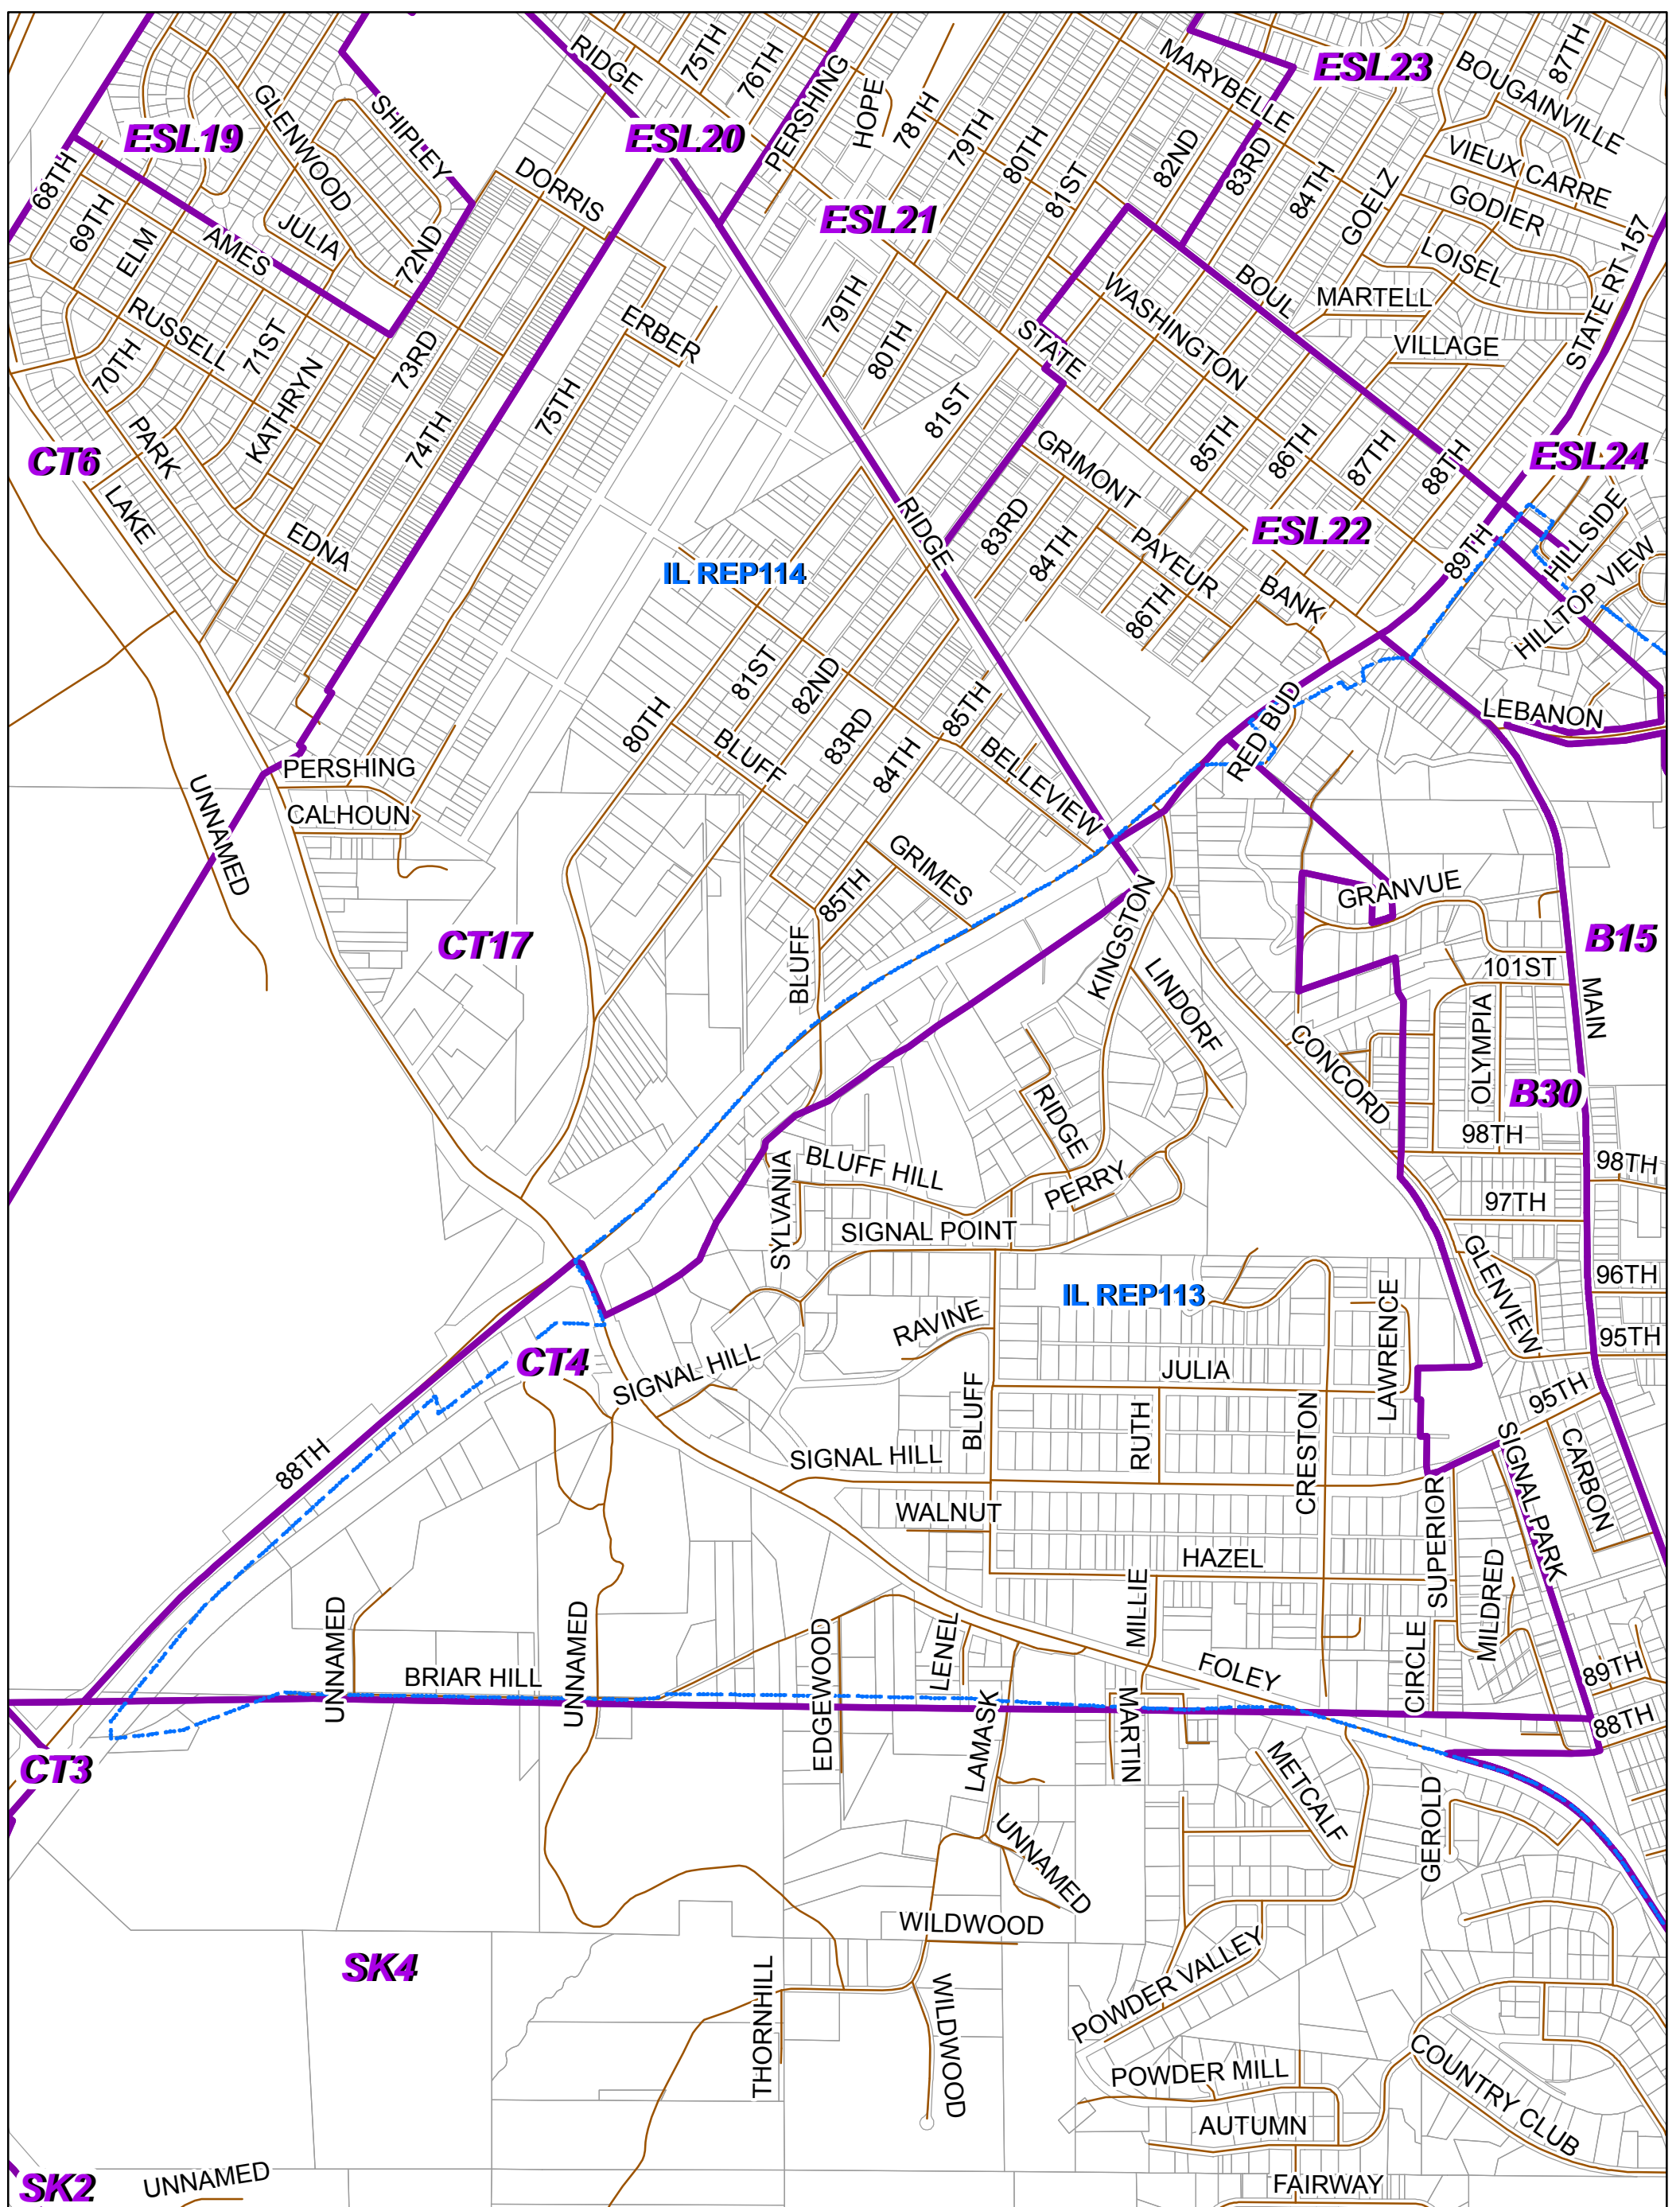 RIDGE
75TH
76TH
PERSHING
HOPE
78TH
79TH
80TH
81ST
MARYBELLE
82ND
83RD
84TH
ESL23
BOUGAINVILLE
87TH
VIEUX CARRE
GODIER
GOELZ
LOISEL
STATE RT 157
MARTELL
BOUL
VILLAGE
ESL19
GLENWOOD
SHIPLEY
ESL20
68TH
69TH
ELM
AMES
JULIA
72ND
DORRIS
ESL21
ERBER
79TH
80TH
STATE
WASHINGTON
RUSSELL
70TH
71ST
KATHRYN
73RD
74TH
75TH
81ST
CT6
PARK
LAKE
EDNA
GRIMONT
85TH
86TH
87TH
88TH
ESL24
RIDGE
83RD
84TH
PAYEUR
86TH
ESL22
BANK
89TH
HILLSIDE
HILLTOP VIEW
IL REP114
81ST
82ND
80TH
83RD
84TH
85TH
BLUFF
BELLEVIEW
RED BUD
LEBANON
PERSHING
CALHOUN
UNNAMED
GRIMES
85TH
BLUFF
KINGSTON
GRANVUE
CT17
B15
101ST
MAIN
LINDORF
CONCORD
OLYMPIA
RIDGE
B30
98TH
98TH
BLUFF HILL
PERRY
SYLVANIA
SIGNAL POINT
97TH
GLENVIEW
96TH
95TH
IL REP113
LAWRENCE
RAVINE
JULIA
CT4
SIGNAL HILL
BLUFF
RUTH
CRESTON
95TH
SIGNAL PARK
CARBON
88TH
SIGNAL HILL
WALNUT
SUPERIOR
HAZEL
MILDRED
MILLIE
UNNAMED
UNNAMED
BRIAR HILL
EDGEWOOD
LENEL
FOLEY
CIRCLE
89TH
88TH
LAMASK
MARTIN
CT3
METCALF
GEROLD
UNNAMED
WILDWOOD
SK4
THORNHILL
WILDWOOD
POWDER VALLEY
POWDER MILL
COUNTRY CLUB
AUTUMN
SK2
UNNAMED
FAIRWAY